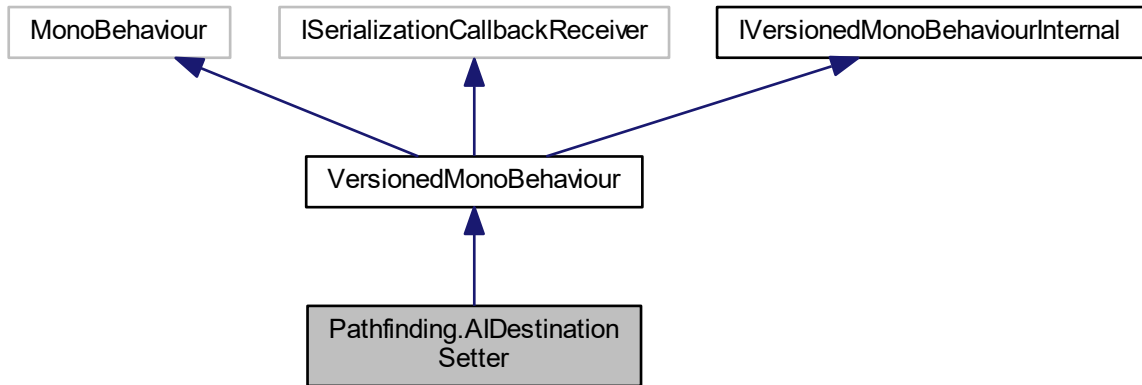 MonoBehaviour
ISerializationCallbackReceiver
IVersionedMonoBehaviourInternal
VersionedMonoBehaviour
Pathfinding.AIDestination
Setter